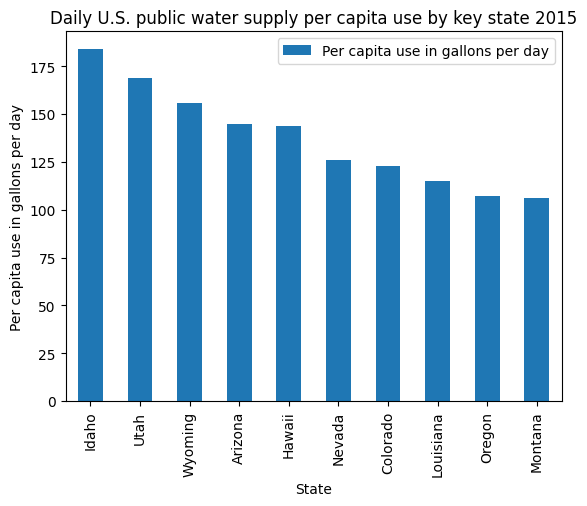 Daily U.S. public water supply per capita use by key state 2015
Per capita use in gallons per day
Per capita use in gallons per day
175
150
125
100
75
50
25
0
Idaho
Utah
Wyoming
Arizona
Hawaii
Nevada
Colorado
Louisiana
Oregon
Montana
State